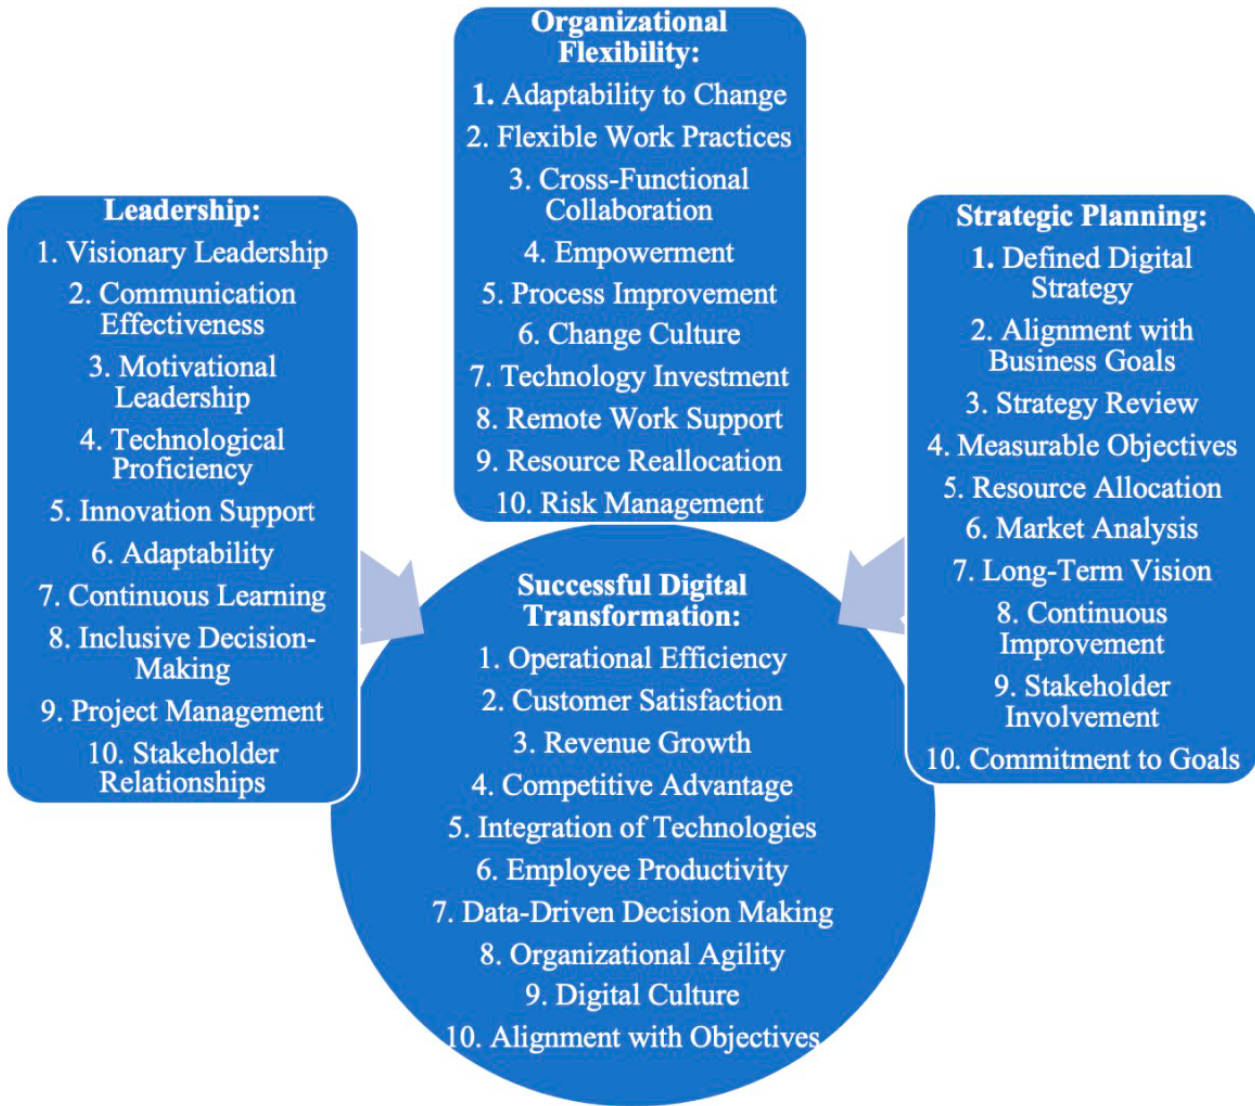 Organizational
Flexibility:
1. Adaptability to Change
2. Flexible Work Practices
3. Cross-Functional
Collaboration
4. Empowerment
5. Process Improvement
6. Change Culture
7. Technology Investment
8. Remote Work Support
9. Resource Reallocation
10. Risk Management
Leadership:
1. Visionary Leadership
2. Communication
Effectiveness
3. Motivational
Leadership
4. Technological
Proficiency
5. Innovation Support
6. Adaptability
7. Continuous Learning
8. Inclusive Decision-
Making
9. Project Management
10. Stakeholder
Relationships
Strategic Planning:
1. Defined Digital
Strategy
2. Alignment with
Business Goals
3. Strategy Review
4. Measurable Objectives
5. Resource Allocation
6. Market Analysis
7. Long-Term Vision
8. Continuous
Improvement
9. Stakeholder
Involvement
10. Commitment to Goals
Successful Digital
Transformation:
1. Operational Efficiency
2. Customer Satisfaction
3. Revenue Growth
4. Competitive Advantage
5. Integration of Technologies
6. Employee Productivity
7. Data-Driven Decision Making
8. Organizational Agility
9. Digital Culture
10. Alignment with Objectives